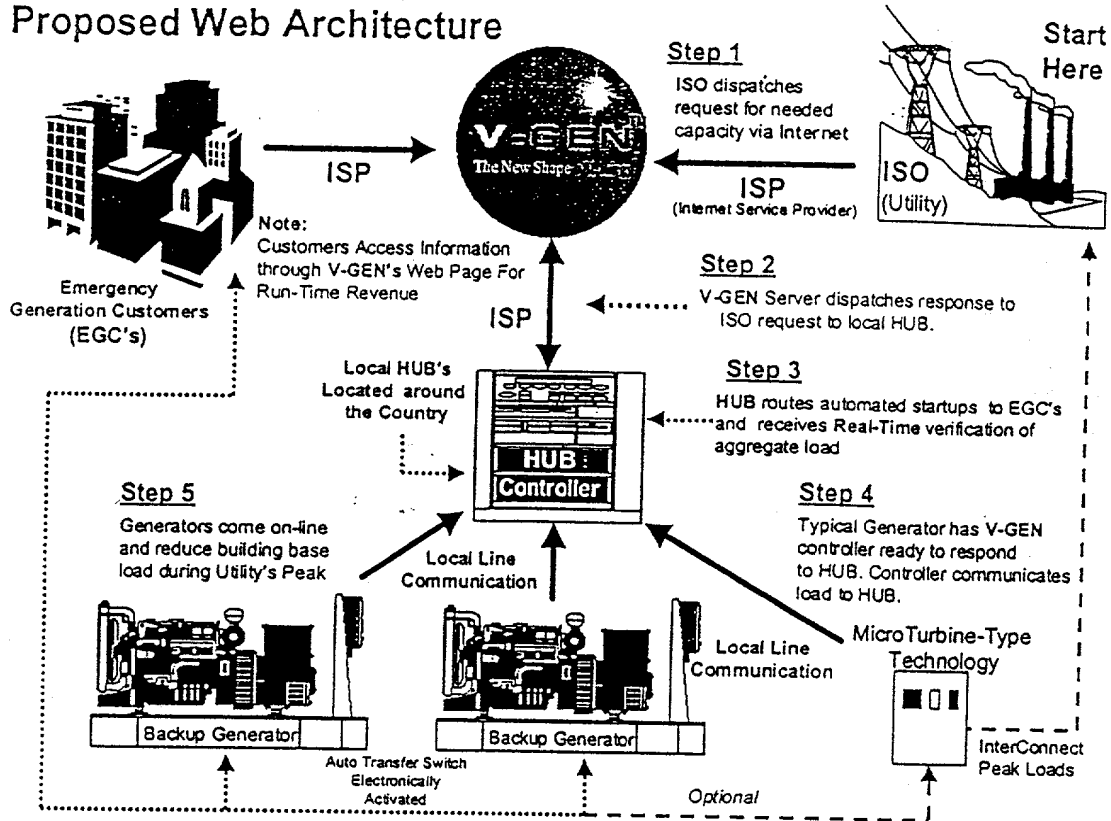 Proposed Web Architecture
Start
Here
Step 1
ISO dispatches
request for needed
capacity via Internet
V-GEN
The New Shape
ISP
ISP
(Internet Service Provider)
ISO
(Utility)
Emergency
Generation Customers
(EGC's)
Note:
Customers Access Information
through V-GEN's Web Page For
Run-Time Revenue
ISP
Step 2
V-GEN Server dispatches response to
ISO request to local HUB.
Local HUB's
Located around
the Country
Step 3
HUB routes automated startups to EGC's
and receives Real-Time verification of
aggregate load
HUB
Controller
Step 5
Generators come on-line
and reduce building base
load during Utility's Peak
Step 4
Typical Generator has V-GEN
controller ready to respond
to HUB. Controller communicates
load to HUB.
Local Line
Communication
Local Line
Communication
MicroTurbine-Type
Technology
Backup Generator
Backup Generator
Auto Transfer Switch
Electronically
Activated
InterConnect
Peak Loads
Optional